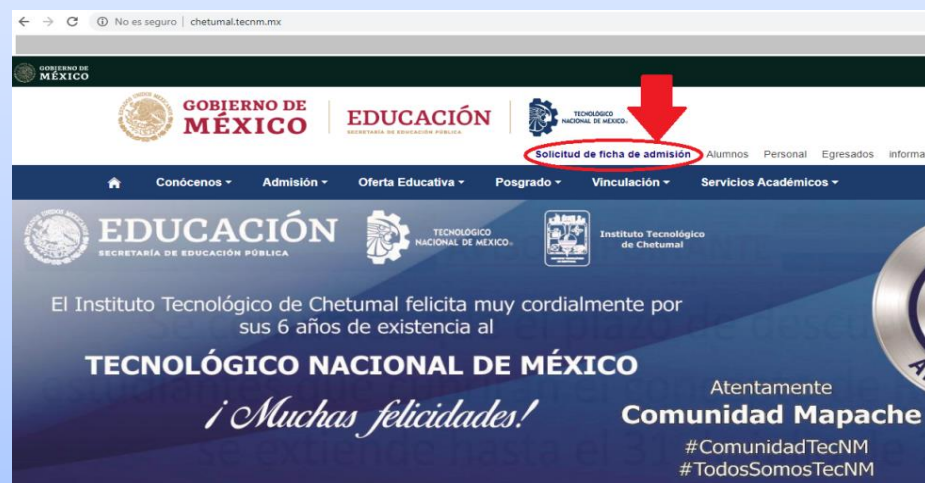 No es seguro | chetumal.tecnm.mx
GOBIERNO DE
MÉXICO
GOBIERNO DE
MÉXICO
EDUCACIÓN
SECRETARÍA DE EDUCACIÓN PÚBLICA
TECNOLÓGICO
NACIONAL DE MÉXICO.
Solicitud de ficha de admisión Alumnos Personal Egresados informa
Conócenos Admisión Oferta Educativa Posgrado Vinculación Servicios Académicos
EDUCACIÓN
SECRETARÍA DE EDUCACIÓN PÚBLICA
TECNOLÓGICO
NACIONAL DE MÉXICO.
Instituto Tecnológico
de Chetumal
El Instituto Tecnológico de Chetumal felicita muy cordialmente por
sus 6 años de existencia al
TECNOLÓGICO NACIONAL DE MÉXICO
¡ Muchas felicidades!
Atentamente
Comunidad Mapache
#ComunidadTecNM
#TodosSomosTecNM